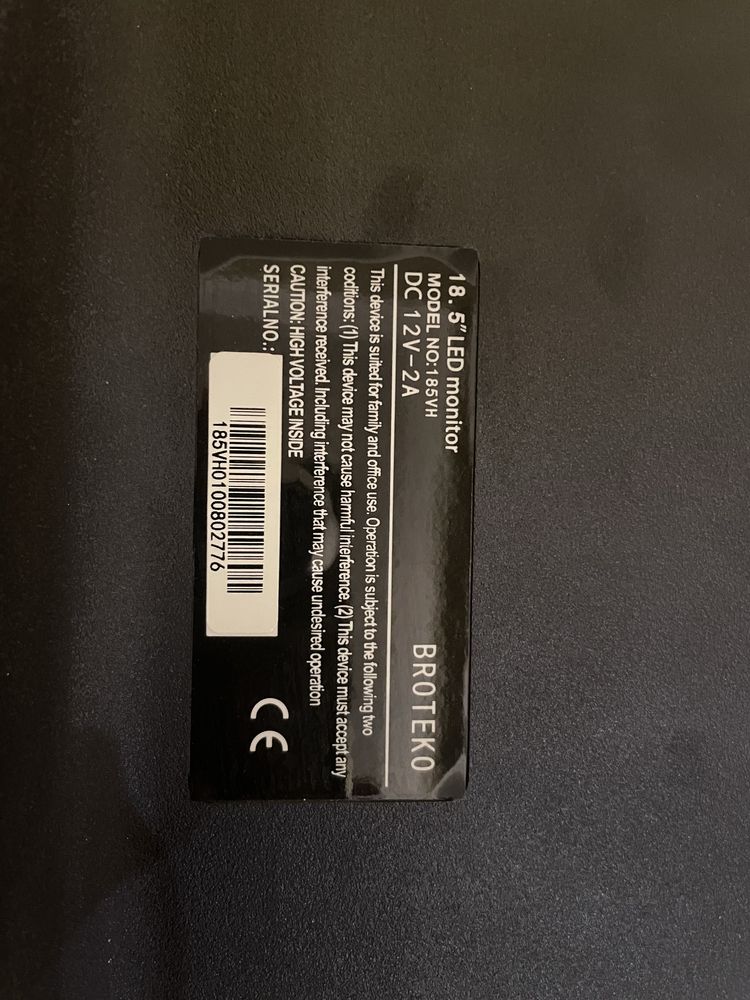 18.5" LED monitor
MODEL NO:185VH
DC 12V-2A
BROTEKO
This device is suited for family and office use. Operation is subject to the following two
coditions: (1) This device may not cause harmful interference. (2) This device must accept any
interference received. Including interference that may cause undesired operation
CAUTION: HIGH VOLTAGE INSIDE
SERIAL NO.:
185VH0100802776
CE